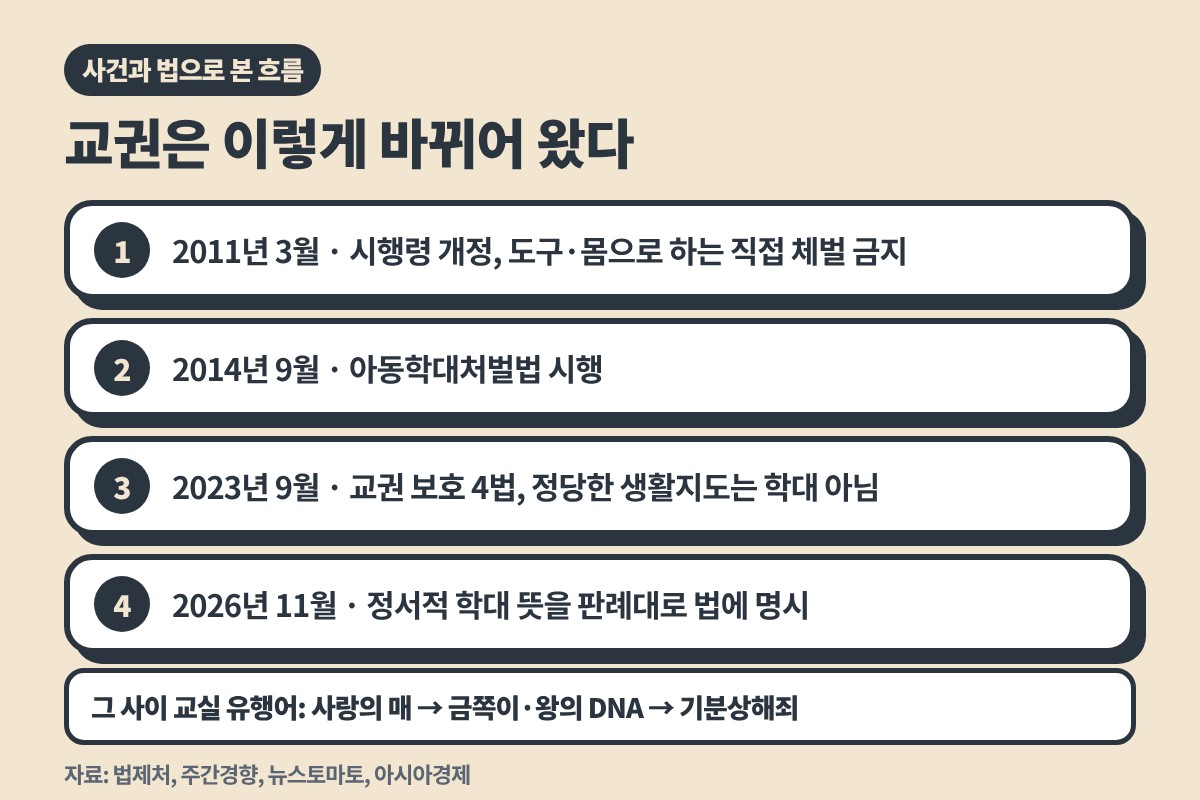 사건과 법으로 본 흐름
교권은 이렇게 바뀌어 왔다
1 2011년 3월 · 시행령 개정, 도구·몸으로 하는 직접 체벌 금지
2 2014년 9월 · 아동학대처벌법 시행
3 2023년 9월 · 교권 보호 4법, 정당한 생활지도는 학대 아님
4 2026년 11월 · 정서적 학대 뜻을 판례대로 법에 명시
그 사이 교실 유행어: 사랑의 매 → 금쪽이·왕의 DNA → 기분상해죄
자료: 법제처, 주간경향, 뉴스토마토, 아시아경제